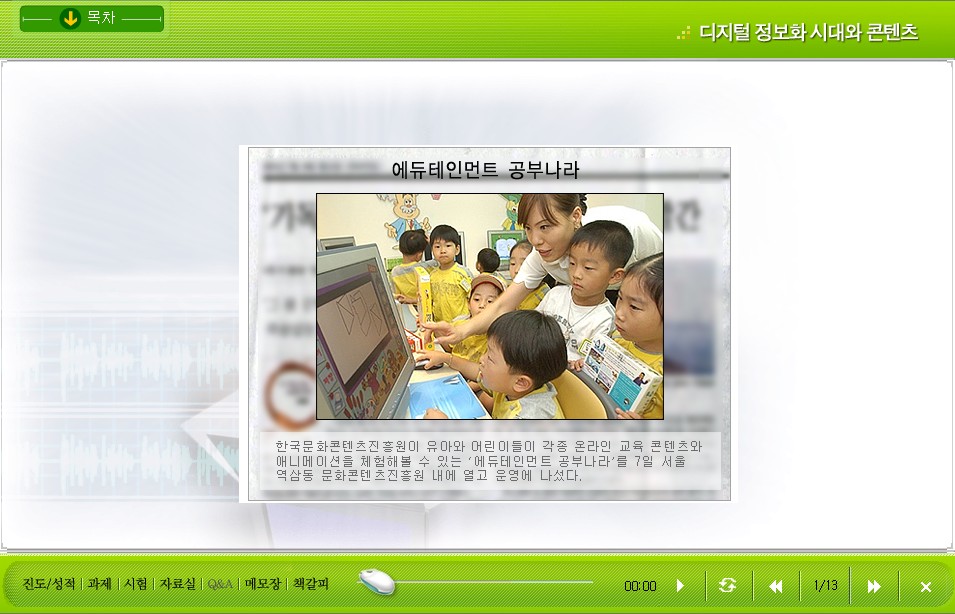 목차
디지털 정보화 시대와 콘텐츠
에듀테인먼트 공부나라
한국문화콘텐츠진흥원이 유아와 어린이들이 각종 온라인 교육 콘텐츠와
애니메이션을 체험해볼 수 있는 '에듀테인먼트 공부나라'를 7일 서울
역삼동 문화콘텐츠진흥원 내에 열고 운영에 나섰다.
진도/성적 | 과제 | 시험 | 자료실 | Q&A | 메모장 | 책갈피
00:00
1/13